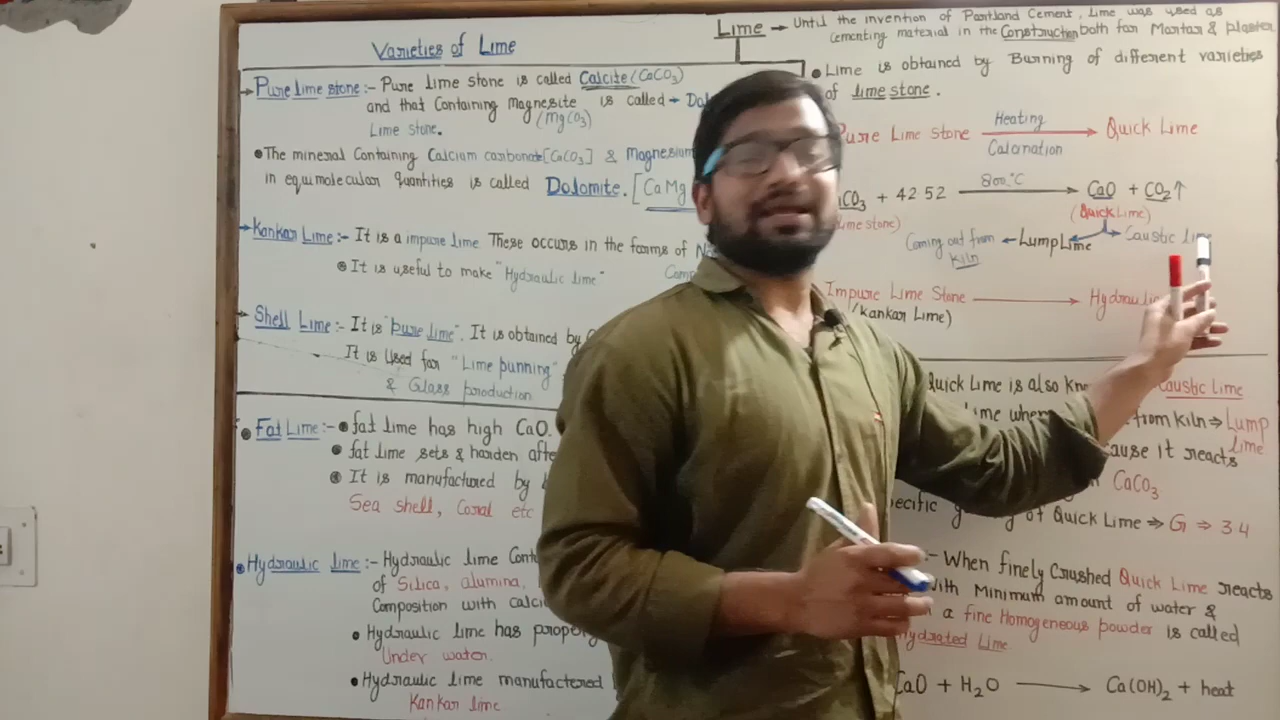 Varieties of Lime
Pure lime stone :- Pure lime stone is called Calcite (CaCO3)
and that Containing Magnesite is called → Do
(MgCO3)
Lime stone.
• The mineral Containing Calcium carbonate [CaCO3] & Magnesium
in equimolecular quantities is called Dolomite. [CaMg
Kankar Lime :- It is a impure lime These occurs in the forms of
• It is useful to make "Hydraulic lime"
Shell Lime :- It is "Pure lime". It is obtained by
It is Used for "Lime punning"
& Glass production
• Fat Lime :- • fat lime has high CaO.
• fat lime sets & harden afte
• It is manufactured by
Sea shell, Coral etc
• Hydraulic lime :- Hydraulic lime Cont
of Silica, alumina,
Composition with calci
• Hydraulic lime has prope
Under water.
• Hydraulic lime manufactured
Kankar lime
Lime → Until the invention of Portland Cement, lime was used as
cementing material in the Construction both for Mortar & plaster
• Lime is obtained by Burning of different varieties
of lime stone.
Pure Lime Stone Heating Calcination → Quick Lime
CO3 + 42.52 800°C → CaO + CO2↑
(Quick Lime)
lime stone)
Coming out from kiln ← Lump Lime
→ Caustic lime
Impure Lime Stone → Hydraulic
/kankar Lime)
Quick Lime is also Caustic Lime
from kiln ⇒ Lump lime
ause it reacts
CaCO3
of Quick Lime ⇒ G ⇒ 3.4
:- When finely Crushed Quick Lime reacts
with Minimum amount of water &
a fine Homogeneous powder is called
Hydrated Lime
CaO + H2O → Ca(OH)2 + heat